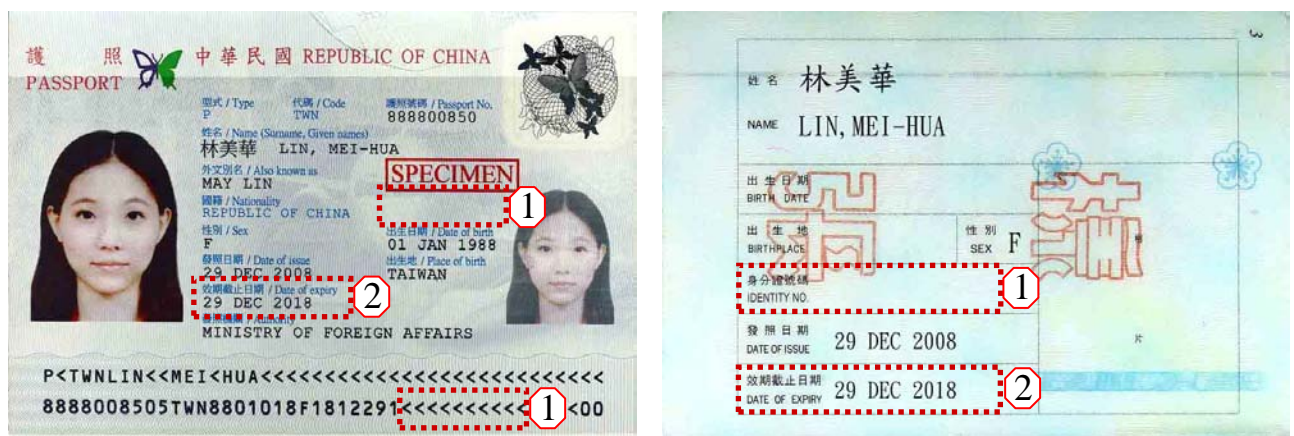 護 照 中華民國 REPUBLIC OF CHINA
PASSPORT
型式 / Type 代碼 / Code 護照號碼 / Passport No.
P TWN 888800850
姓名 / Name (Surname, Given names)
林美華 LIN, MEI-HUA
外文別名 / Also known as
MAY LIN
SPECIMEN
國籍 / Nationality
REPUBLIC OF CHINA
1
性別 / Sex 出生日期 / Date of birth
F 01 JAN 1988
發照日期 / Date of issue 出生地 / Place of birth
29 DEC 2008 TAIWAN
效期截止日期 / Date of expiry
29 DEC 2018
2
發照機關 / Authority
MINISTRY OF FOREIGN AFFAIRS
P<TWNLIN<<MEI<HUA<<<<<<<<<<<<<<<<<<<<<<<<<<<
8888008505TWN8801018F1812291<<<<<<<<<< 1 <00
3
姓名 林美華
NAME LIN, MEI-HUA
出生日期
BIRTH DATE
出生地
BIRTHPLACE
性別
SEX F
身分證號碼
IDENTITY NO.
1
發照日期
DATE OF ISSUE 29 DEC 2008
效期截止日期
DATE OF EXPIRY 29 DEC 2018
2
片